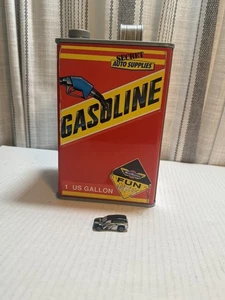 SECRET
AUTO SUPPLIES
GASOLINE
FUN
1 US GALLON